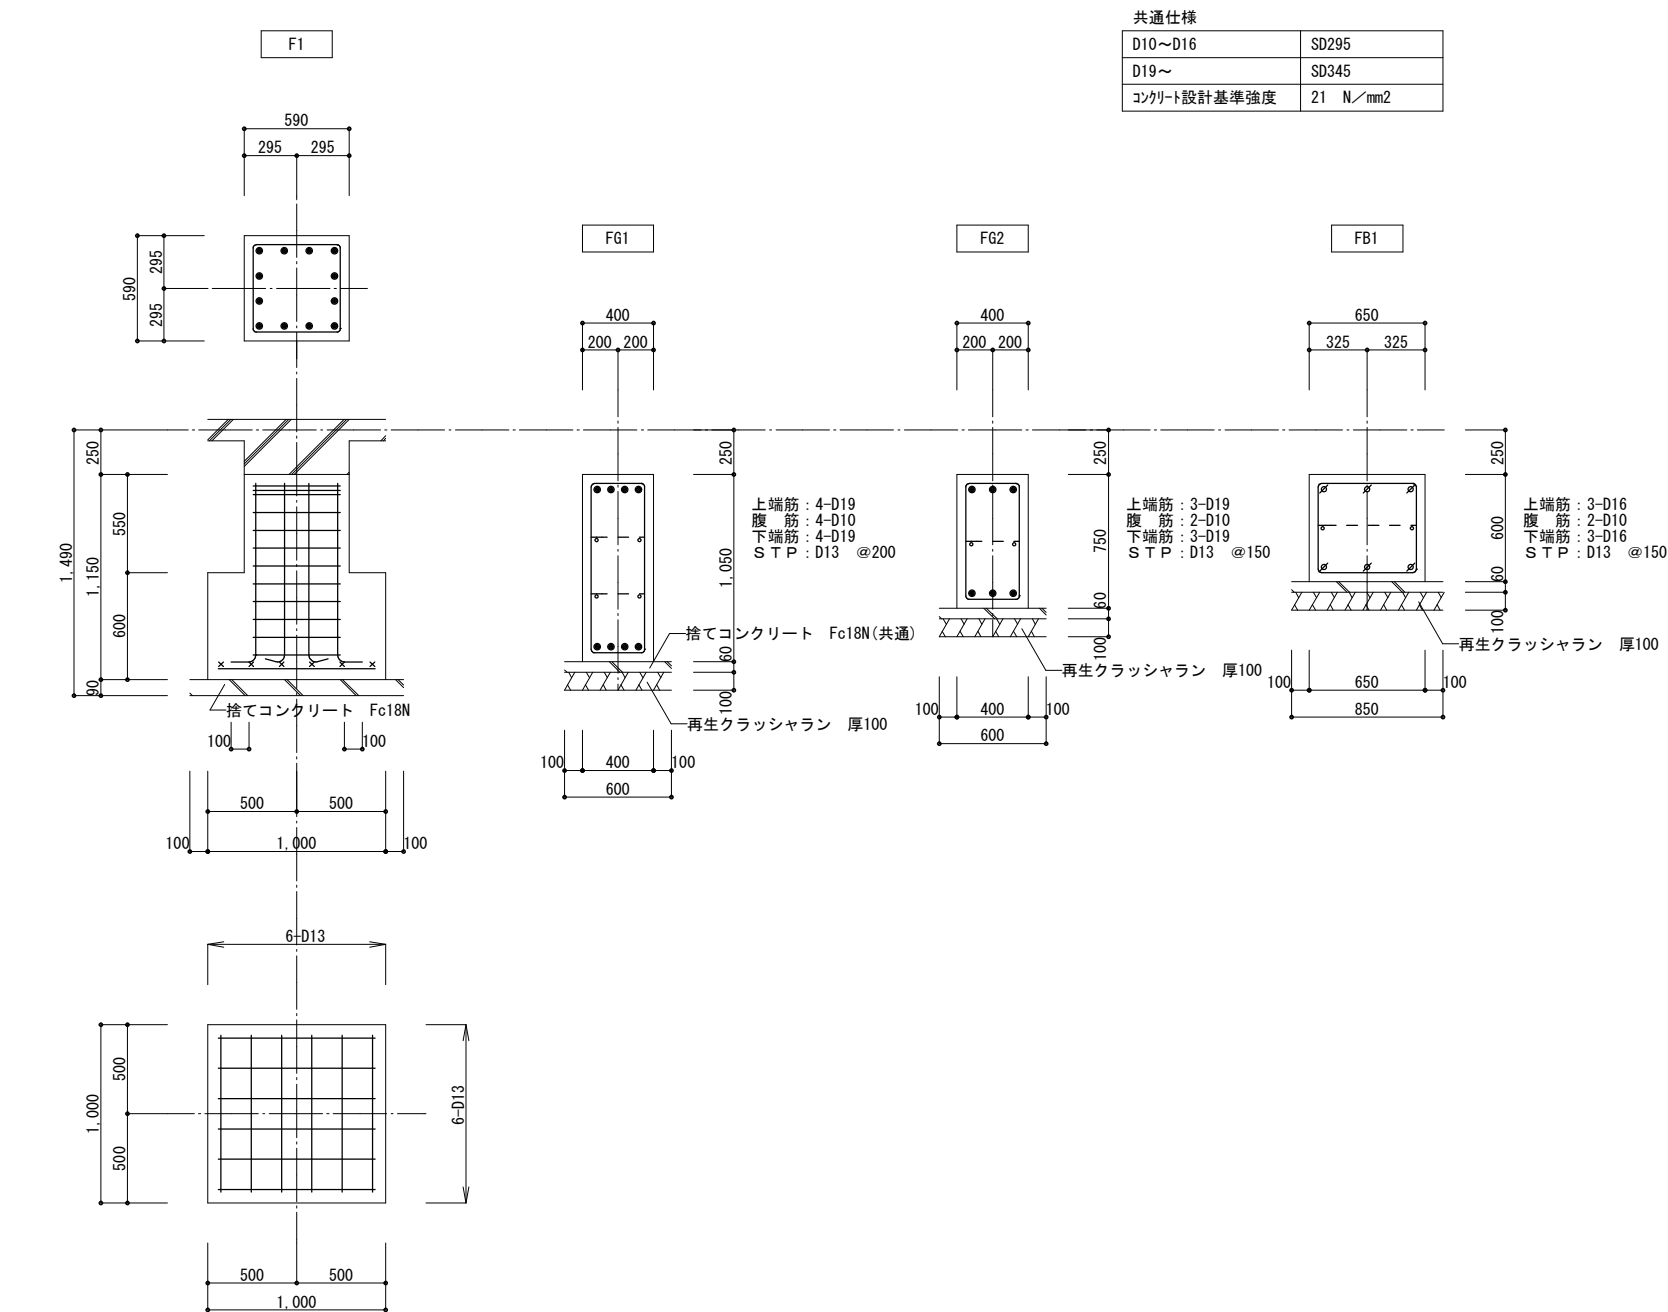 共通仕様
D10～D16 SD295
D19～ SD345
コンクリート設計基準強度 21 N／mm2
F1
590
295 295
590
295
295
1,490
250
1,150
90
550
600
捨てコンクリート Fc18N
100 100
500 500
100 1,000 100
6-D13
6-D13
1,000
500
500
500 500
1,000
FG1
400
200 200
250
1,050
60
100
上端筋：4-D19
腹 筋：4-D10
下端筋：4-D19
ＳＴＰ：D13 @200
捨てコンクリート Fc18N(共通)
再生クラッシャラン 厚100
100 400 100
600
FG2
400
200 200
250
750
60
100
上端筋：3-D19
腹 筋：2-D10
下端筋：3-D19
ＳＴＰ：D13 @150
再生クラッシャラン 厚100
100 400 100
600
FB1
650
325 325
250
600
60
100
上端筋：3-D16
腹 筋：2-D10
下端筋：3-D16
ＳＴＰ：D13 @150
再生クラッシャラン 厚100
100 650 100
850